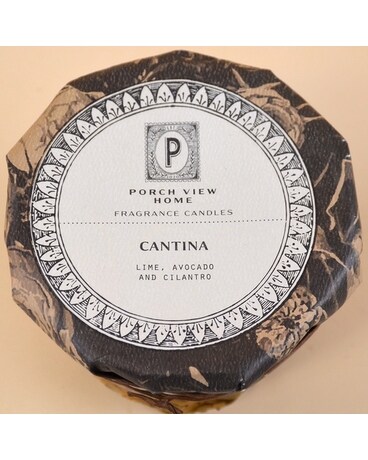 P
PORCH VIEW
HOME
FRAGRANCE CANDLES
CANTINA
LIME, AVOCADO
AND CILANTRO